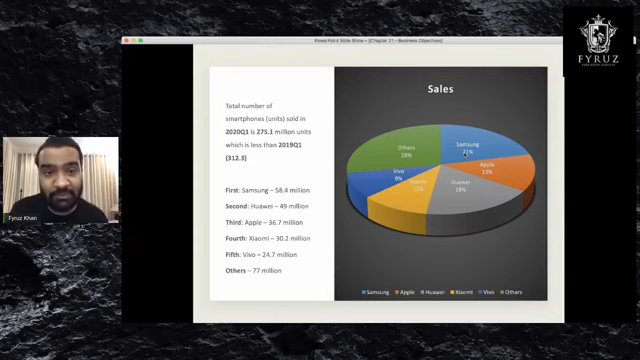 PowerPoint Slide Show - [Chapter 21 - Business Objectives]
FYRUZ
Sales
Total number of
smartphones (units) sold in
2020Q1 is 275.1 million units
which is less than 2019Q1
(312.3)
First: Samsung – 58.4 million
Second: Huawei – 49 million
Third: Apple – 36.7 million
Fourth: Xiaomi – 30.2 million
Fifth: Vivo – 24.7 million
Others – 77 million
Samsung
21%
Apple
13%
Huawei
18%
Xiaomi
11%
Vivo
9%
Others
28%
Samsung Apple Huawei Xiaomi Vivo Others
Fyruz Khan